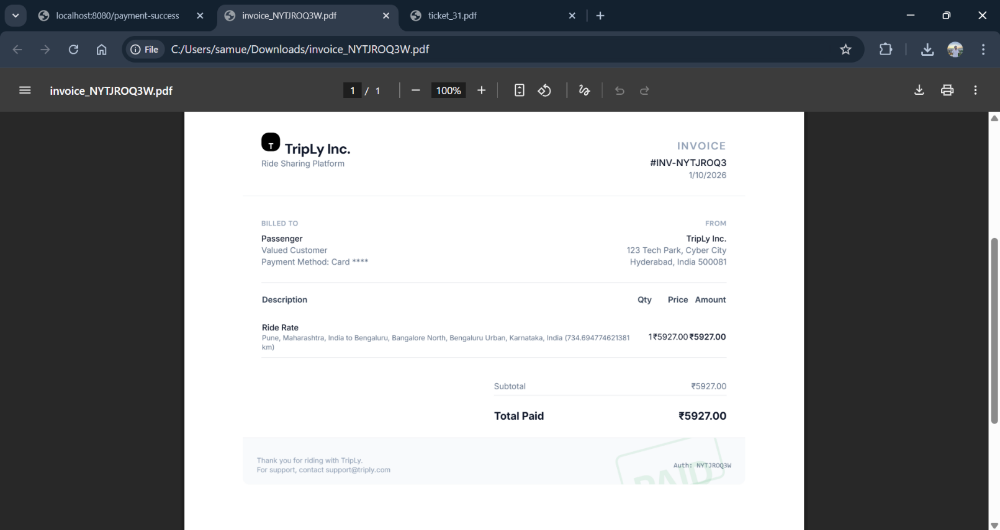 localhost:8080/payment-success
invoice_NYTJROQ3W.pdf
ticket_31.pdf
File
C:/Users/samue/Downloads/invoice_NYTJROQ3W.pdf
invoice_NYTJROQ3W.pdf
1 / 1
100%
T
TripLy Inc.
Ride Sharing Platform
INVOICE
#INV-NYTJROQ3
1/10/2026
BILLED TO
Passenger
Valued Customer
Payment Method: Card ****
FROM
TripLy Inc.
123 Tech Park, Cyber City
Hyderabad, India 500081
Description Qty Price Amount
Ride Rate
Pune, Maharashtra, India to Bengaluru, Bangalore North, Bengaluru Urban, Karnataka, India (734.694774621381
km)
1 ₹5927.00 ₹5927.00
Subtotal ₹5927.00
Total Paid ₹5927.00
Thank you for riding with TripLy.
For support, contact support@triply.com
Auth: NYTJROQ3W
PAID